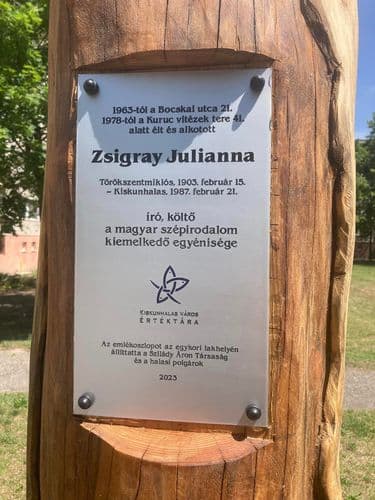 1963-tól a Bocskai utca 21.
1978-tól a Kuruc vitézek tere 41.
alatt élt és alkotott
Zsigray Julianna
Törökszentmiklós, 1903. február 15.
– Kiskunhalas. 1987. február 21.
író, költő
a magyar szépirodalom
kiemelkedő egyénisége
KISKUNHALAS VÁROS
ÉRTÉKTÁRA
Az emlékoszlopot az egykori lakhelyén
állíttatta a Szilády Áron Társaság
és a halasi polgárok
2023